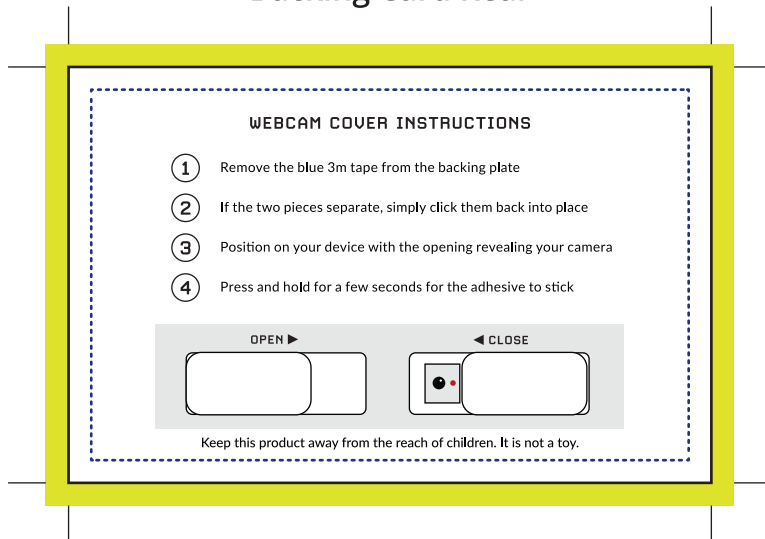 WEBCAM COVER INSTRUCTIONS
1 Remove the blue 3m tape from the backing plate
2 If the two pieces separate, simply click them back into place
3 Position on your device with the opening revealing your camera
4 Press and hold for a few seconds for the adhesive to stick
OPEN ▶ ◀ CLOSE
Keep this product away from the reach of children. It is not a toy.